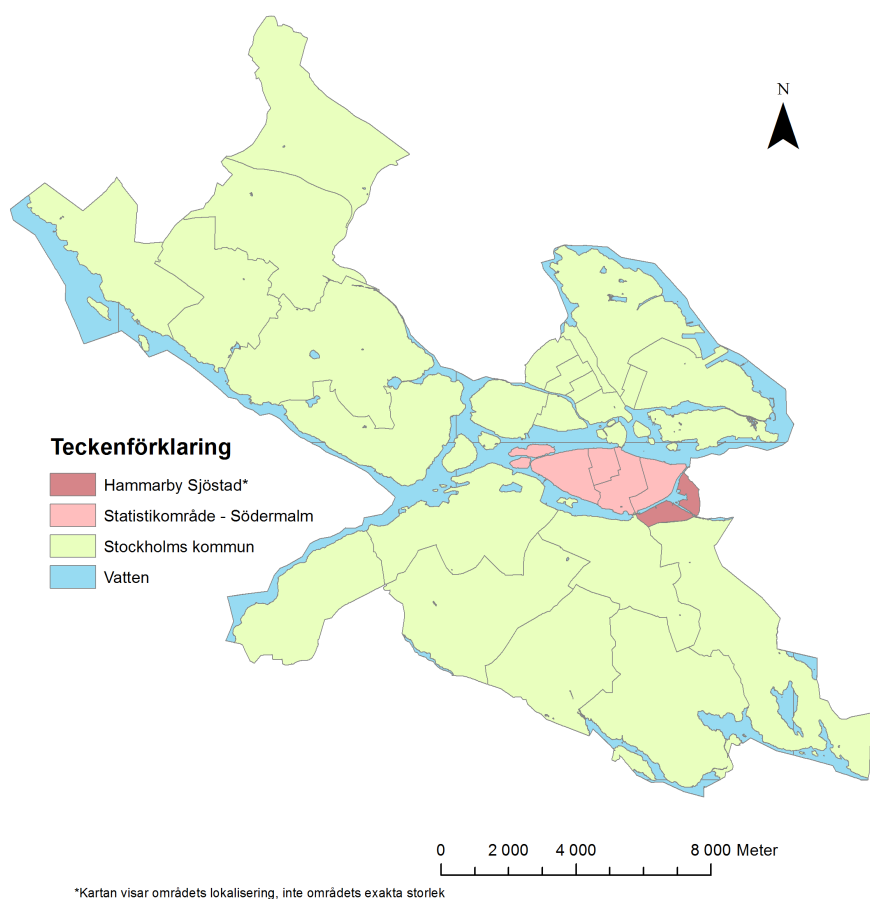 N
Teckenförklaring
Hammarby Sjöstad*
Statistikområde - Södermalm
Stockholms kommun
Vatten
0 2 000 4 000 8 000 Meter
*Kartan visar områdets lokalisering, inte områdets exakta storlek